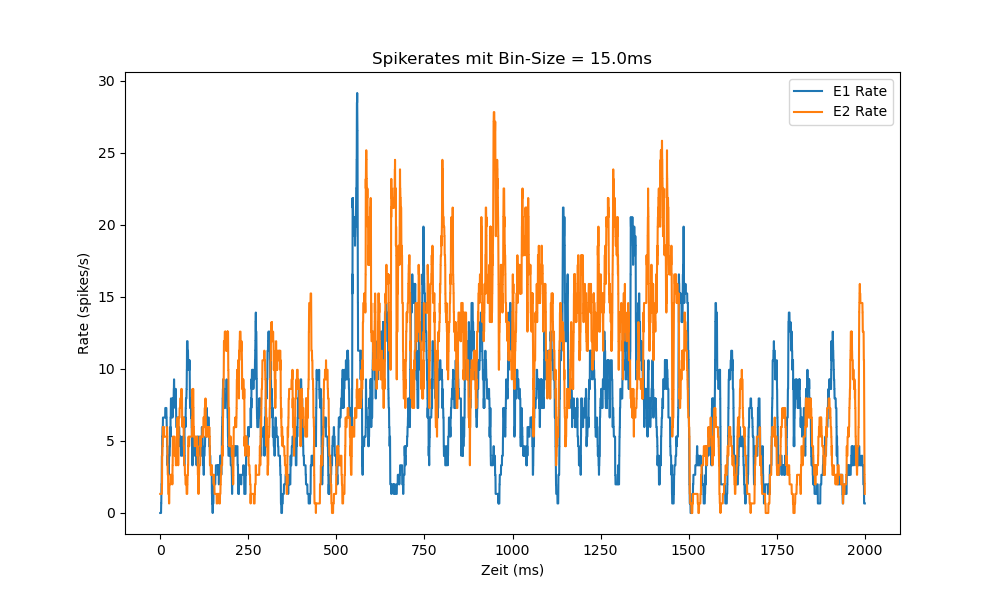 Spikerates mit Bin-Size = 15.0ms
E1 Rate
E2 Rate
Rate (spikes/s)
30
25
20
15
10
5
0
0 250 500 750 1000 1250 1500 1750 2000
Zeit (ms)